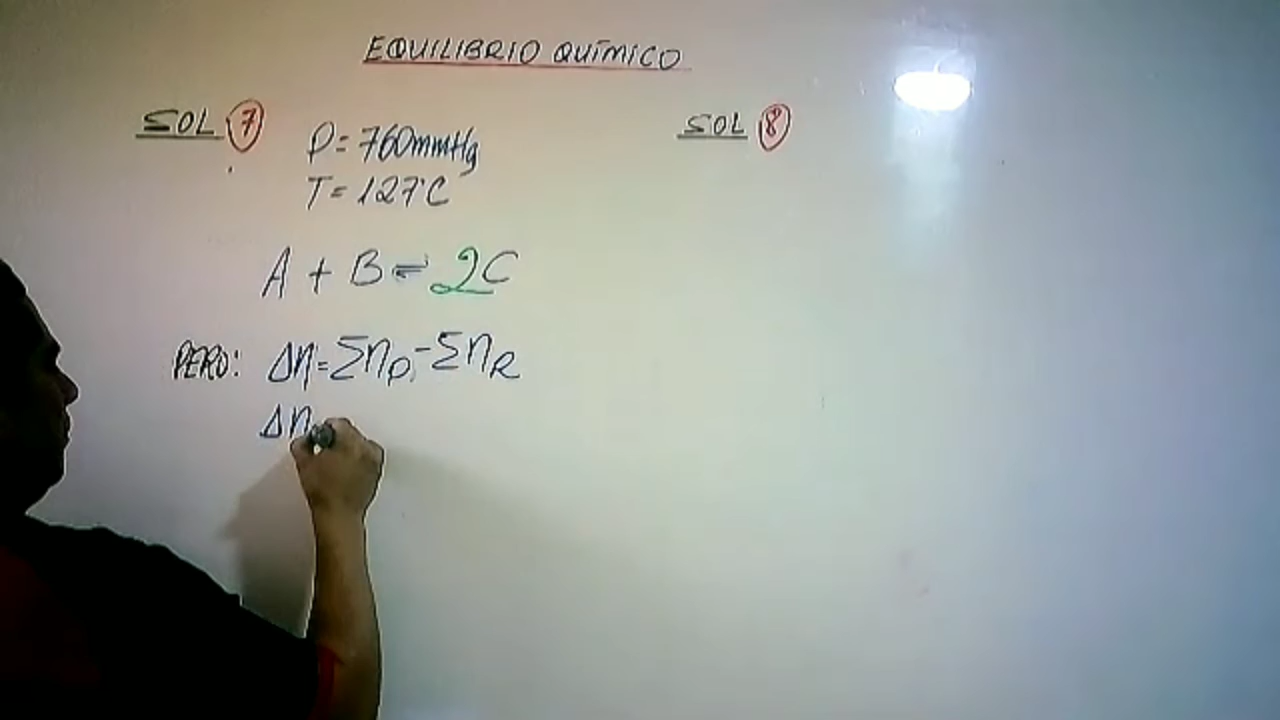 EQUILIBRIO QUÍMICO
SOL 7
P = 760mmHg
T = 127°C
A + B ⇌ 2C
PERO: Δn = Σnp - ΣnR
Δn
SOL 8